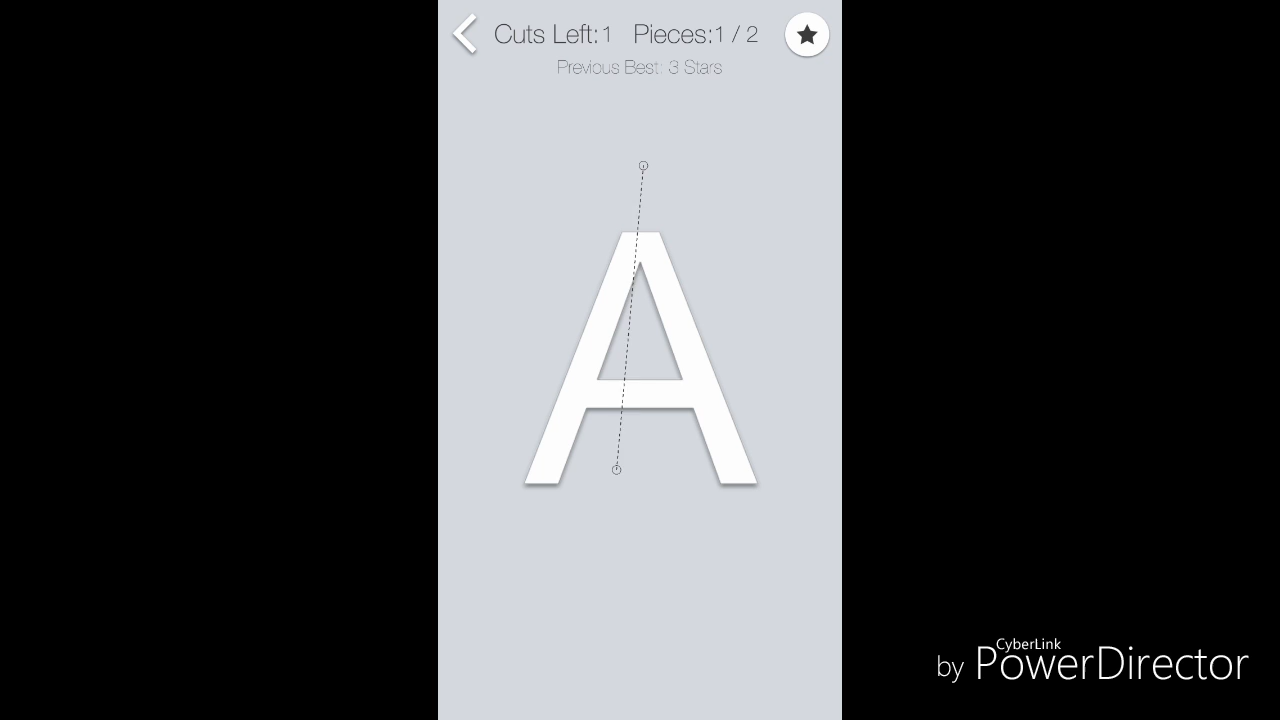 Cuts Left:1 Pieces:1 / 2
Previous Best: 3 Stars
A
CyberLink
by PowerDirector